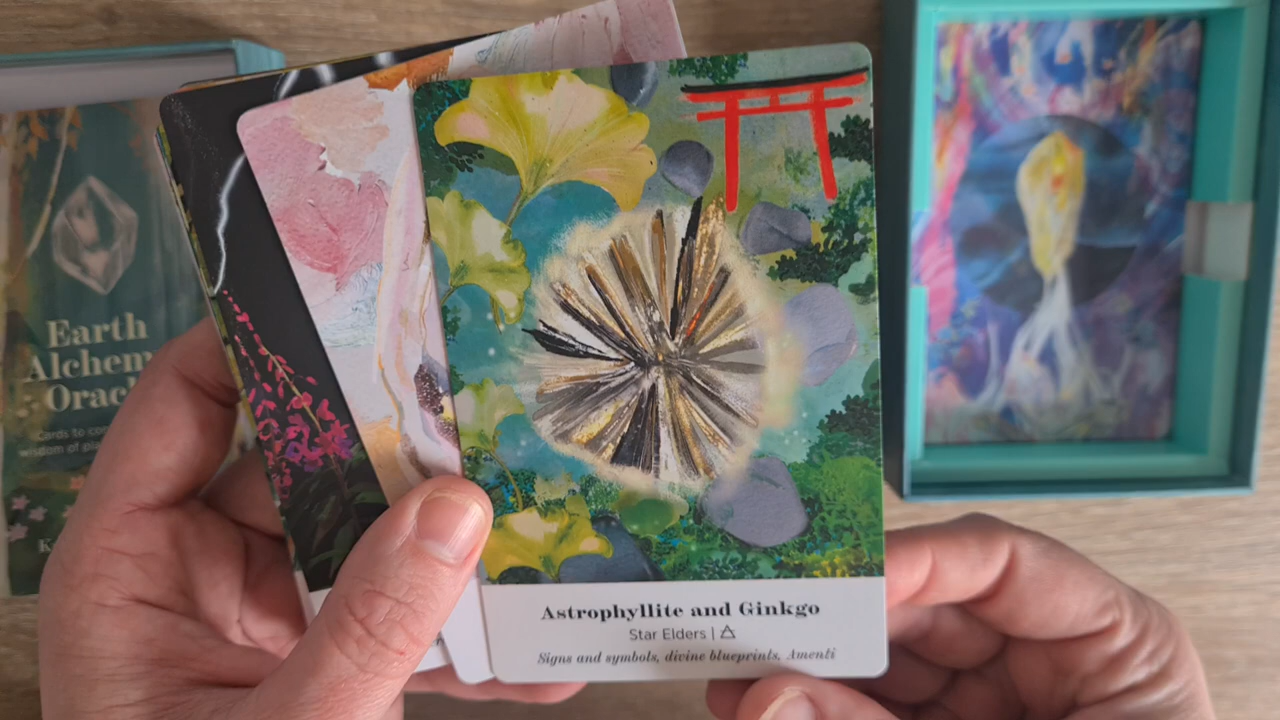 Earth
Alchem
Orac
Cards to con
wisdom of pla
K
Astrophyllite and Ginkgo
Star Elders |
Signs and symbols, divine blueprints, Amenti